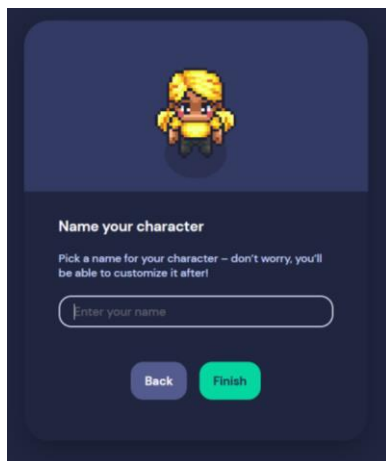 Name your character
Pick a name for your character – don't worry, you'll
be able to customize it after!
Enter your name
Back
Finish